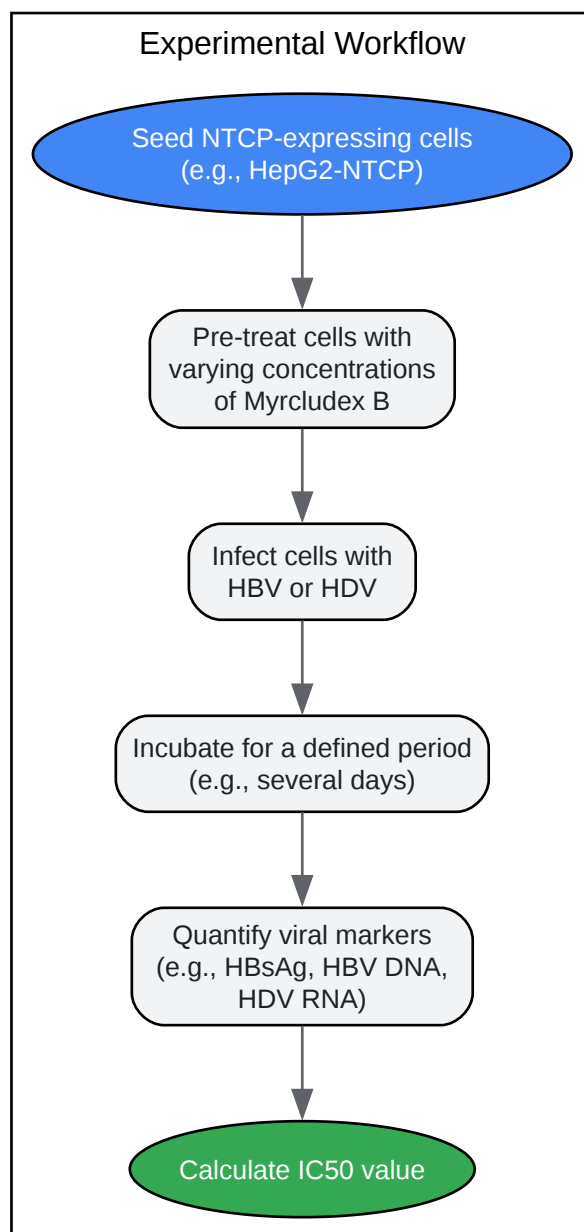 Experimental Workflow
Seed NTCP-expressing cells
(e.g., HepG2-NTCP)
Pre-treat cells with
varying concentrations
of Myrcludex B
Infect cells with
HBV or HDV
Incubate for a defined period
(e.g., several days)
Quantify viral markers
(e.g., HBsAg, HBV DNA,
HDV RNA)
Calculate IC50 value